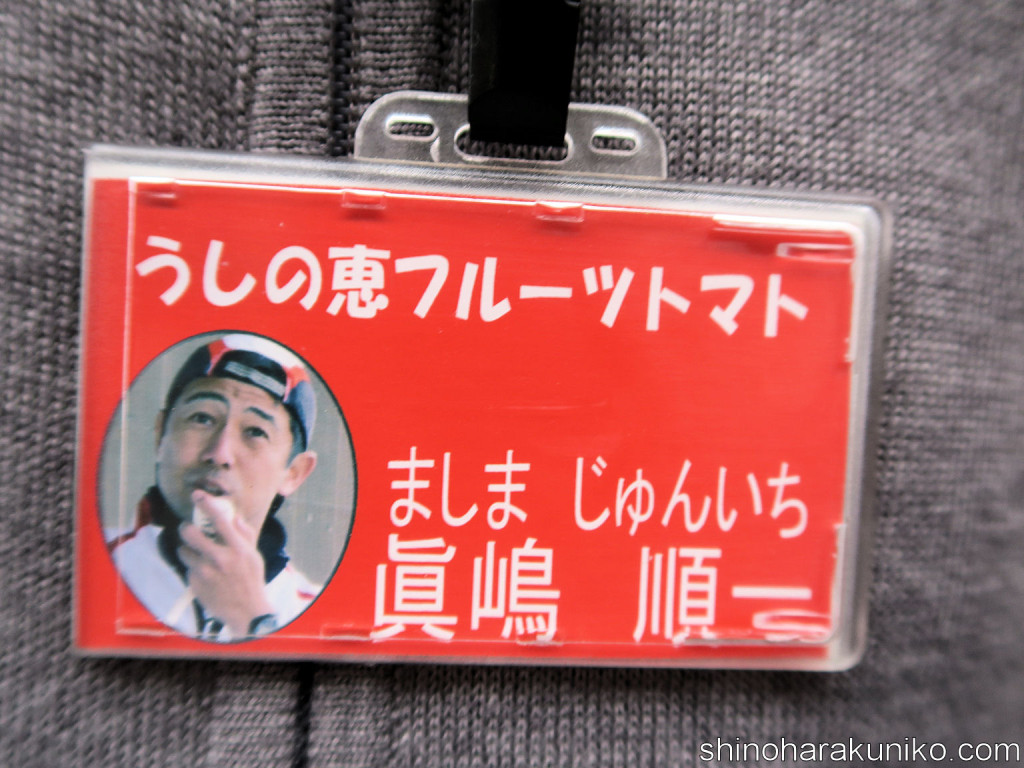 うしの恵フルーツトマト
ましま じゅんいち
眞嶋 順一
shinoharakuniko.com